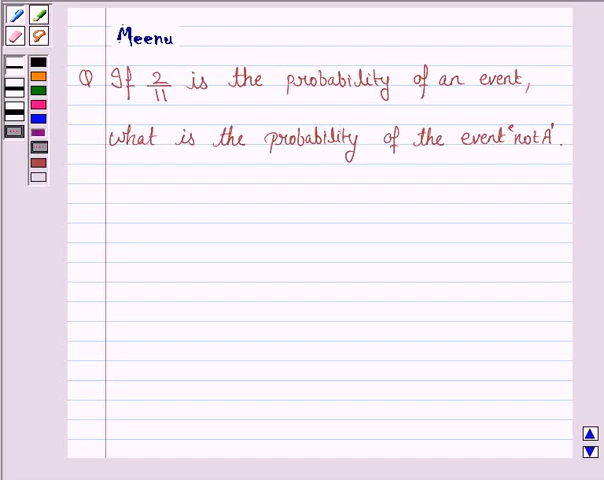 Meenu
Q If 2/11 is the probability of an event,
what is the probability of the event 'not A'.